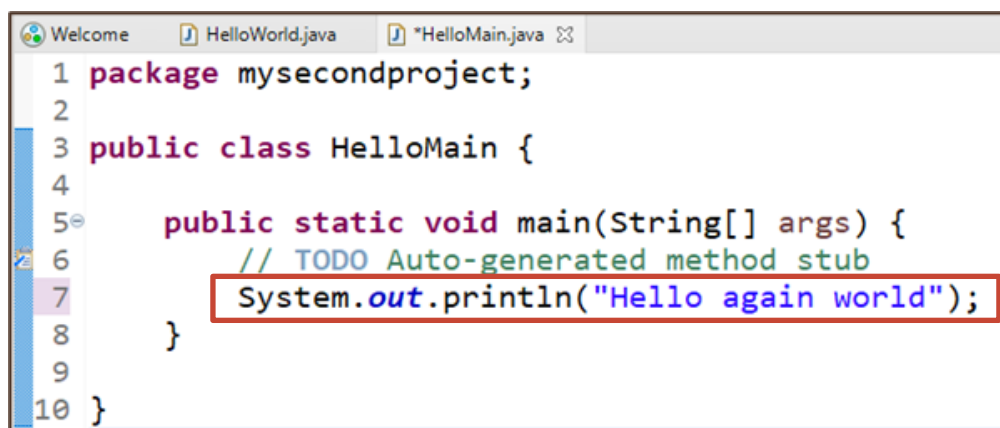 Welcome HelloWorld.java *HelloMain.java
1 package mysecondproject;
2
3 public class HelloMain {
4
5 public static void main(String[] args) {
6 // TODO Auto-generated method stub
7 System.out.println("Hello again world");
8 }
9
10 }